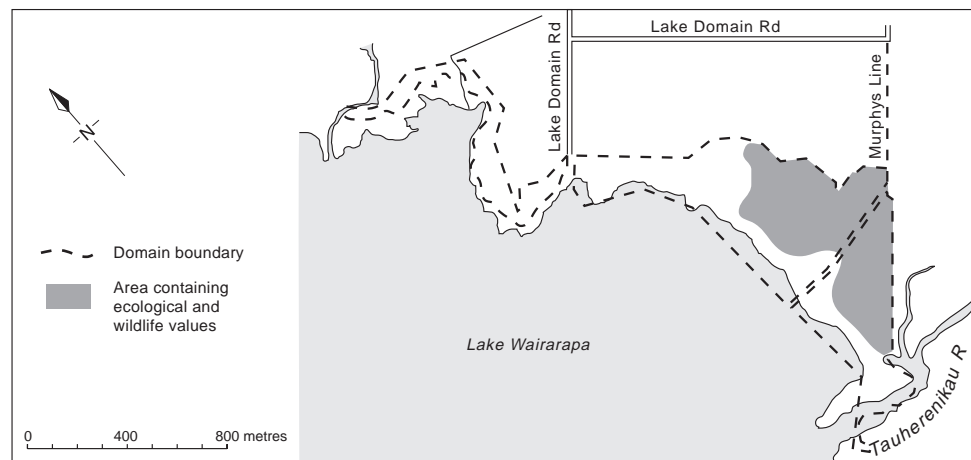 Lake Domain Rd
Lake Domain Rd
Murphys Line
N
Domain boundary
Area containing
ecological and
wildlife values
Lake Wairarapa
Tauherenikau R
0 400 800 metres